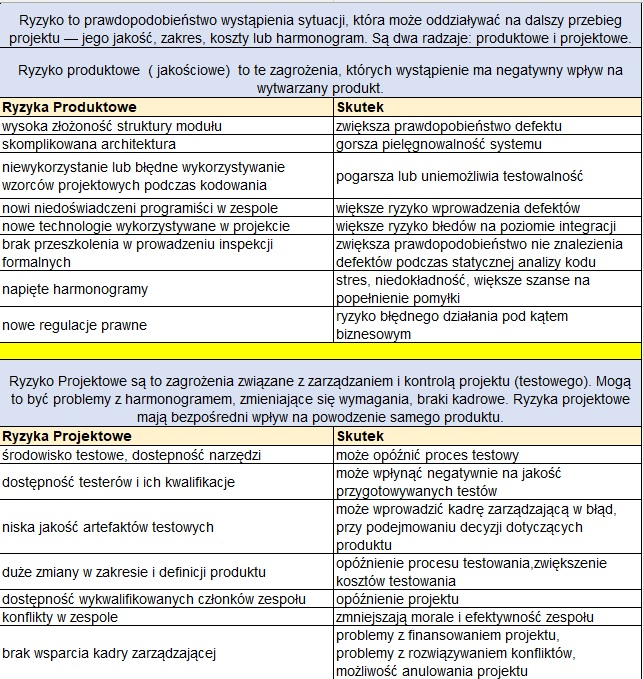 Ryzyko to prawdopodobieństwo wystąpienia sytuacji, która może oddziaływać na dalszy przebieg
projektu — jego jakość, zakres, koszty lub harmonogram. Są dwa radzaje: produktowe i projektowe.
Ryzyko produktowe ( jakościowe) to te zagrożenia, których wystąpienie ma negatywny wpływ na
wytwarzany produkt.
Ryzyka Produktowe Skutek
wysoka złożoność struktury modułu zwiększa prawdopodobieństwo defektu
skomplikowana architektura gorsza pielęgnowalność systemu
niewykorzystanie lub błędne wykorzystywanie
wzorców projektowych podczas kodowania
pogarsza lub uniemożliwia testowalność
nowi niedoświadczeni programiści w zespole większe ryzyko wprowadzenia defektów
nowe technologie wykorzystywane w projekcie większe ryzyko błedów na poziomie integracji
brak przeszkolenia w prowadzeniu inspekcji
formalnych
zwiększa prawdopodobieństwo nie znalezienia
defektów podczas statycznej analizy kodu
napięte harmonogramy
stres, niedokładność, większe szanse na
popełnienie pomyłki
nowe regulacje prawne
ryzyko błędnego działania pod kątem
biznesowym
Ryzyko Projektowe są to zagrożenia związane z zarządzaniem i kontrolą projektu (testowego). Mogą
to być problemy z harmonogramem, zmieniające się wymagania, braki kadrowe. Ryzyka projektowe
mają bezpośredni wpływ na powodzenie samego produktu.
Ryzyka Projektowe Skutek
środowisko testowe, dostepność narzędzi może opóźnić proces testowy
dostępność testerów i ich kwalifikacje
może wpłynąć negatywnie na jakość
przygotowywanych testów
niska jakość artefaktów testowych
może wprowadzić kadrę zarządzającą w błąd,
przy podejmowaniu decyzji dotyczących
produktu
duże zmiany w zakresie i definicji produktu
opóźnienie procesu testowania,zwiększenie
kosztów testowania
dostępność wykwalifikowanych członków zespołu opóźnienie projektu
konflikty w zespole zmniejszają morale i efektywność zespołu
brak wsparcia kadry zarządzającej
problemy z finansowaniem projektu,
problemy z rozwiązywaniem konfliktów,
możliwość anulowania projektu